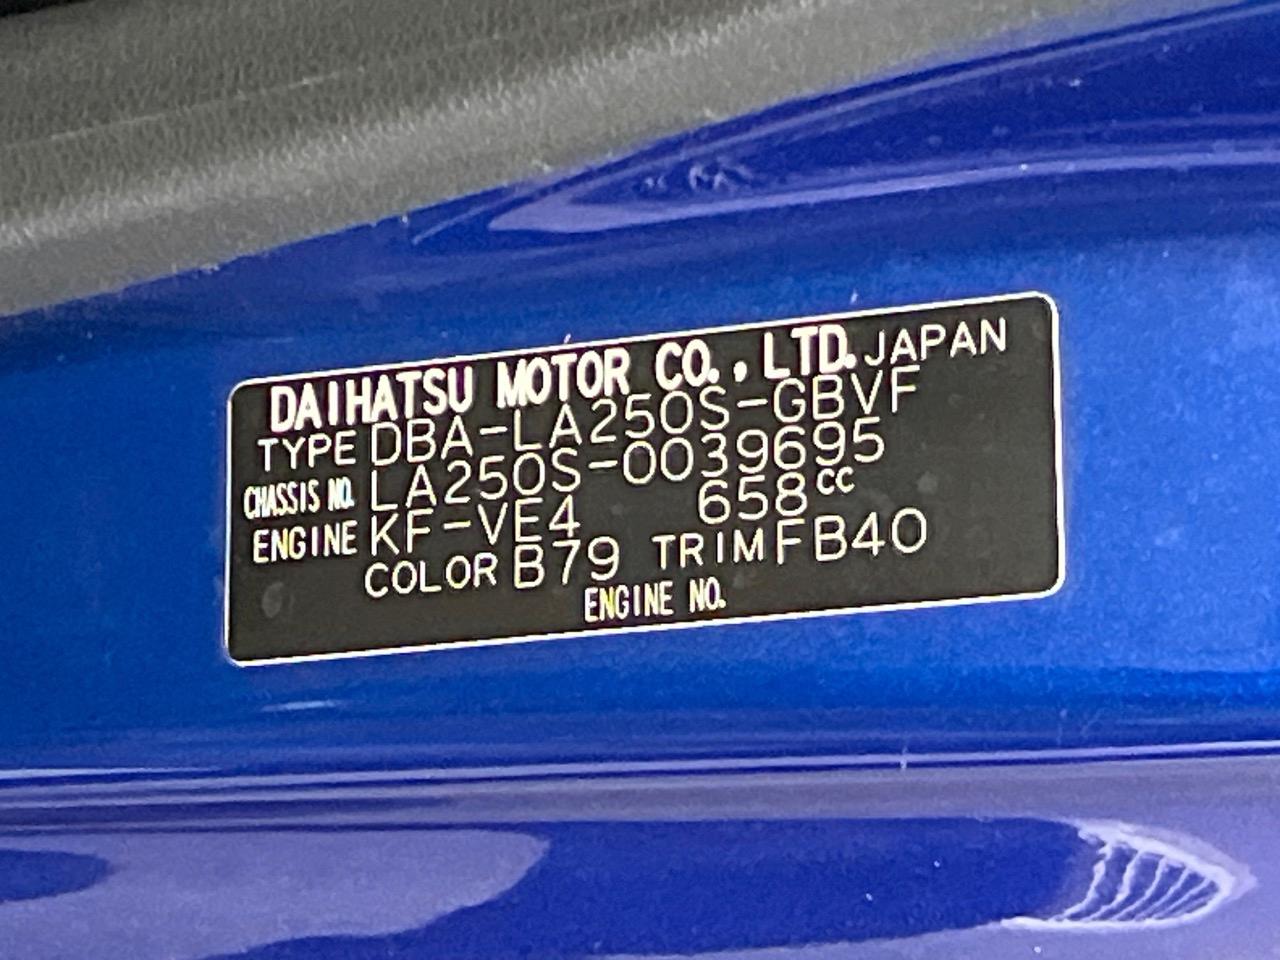 DAIHATSU MOTOR CO., LTD. JAPAN
TYPE DBA-LA250S-GBVF
CHASSIS NO. LA250S-0039695
ENGINE KF-VE4 658cc
COLOR B79 TRIM FB40
ENGINE NO.